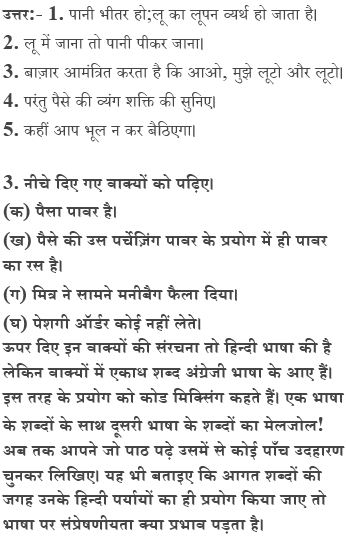 उत्तर:- 1. पानी भीतर हो;लू का लूपन व्यर्थ हो जाता है।
2. लू में जाना तो पानी पीकर जाना।
3. बाज़ार आमंत्रित करता है कि आओ, मुझे लूटो और लूटो।
4. परंतु पैसे की व्यंग शक्ति की सुनिए।
5. कहीं आप भूल न कर बैठिएगा।
3. नीचे दिए गए वाक्यों को पढ़िए।
(क) पैसा पावर है।
(ख) पैसे की उस पर्चेज़िंग पावर के प्रयोग में ही पावर
का रस है।
(ग) मित्र ने सामने मनीबैग फैला दिया।
(घ) पेशगी ऑर्डर कोई नहीं लेते।
ऊपर दिए इन वाक्यों की संरचना तो हिन्दी भाषा की है
लेकिन वाक्यों में एकाध शब्द अंग्रेजी भाषा के आए हैं।
इस तरह के प्रयोग को कोड मिक्सिंग कहते हैं। एक भाषा
के शब्दों के साथ दूसरी भाषा के शब्दों का मेलजोल!
अब तक आपने जो पाठ पढ़े उसमें से कोई पाँच उदहारण
चुनकर लिखिए। यह भी बताइए कि आगत शब्दों की
जगह उनके हिन्दी पर्यायों का ही प्रयोग किया जाए तो
भाषा पर संप्रेषणीयता क्या प्रभाव पड़ता है।